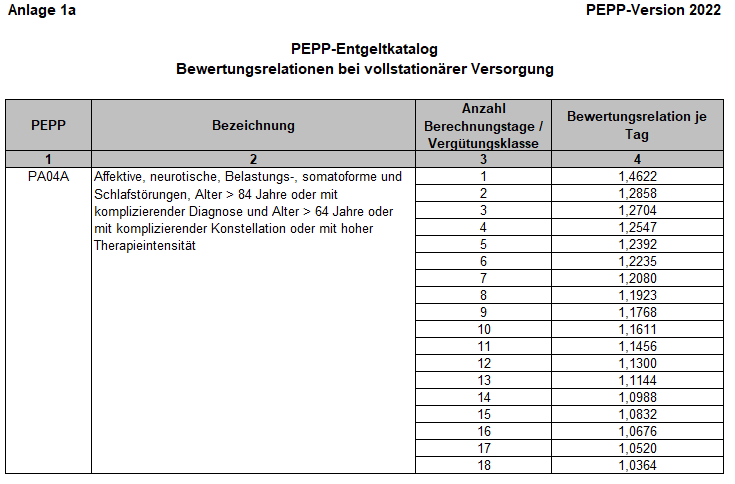 Anlage 1a PEPP-Version 2022
PEPP-Entgeltkatalog
Bewertungsrelationen bei vollstationärer Versorgung
PEPP Bezeichnung Anzahl Berechnungstage / Vergütungsklasse Bewertungsrelation je Tag
1 2 3 4
PA04A Affektive, neurotische, Belastungs-, somatoforme und 1 1,4622
Schlafstörungen, Alter > 84 Jahre oder mit 2 1,2858
komplizierender Diagnose und Alter > 64 Jahre oder 3 1,2704
mit komplizierender Konstellation oder mit hoher 4 1,2547
Therapieintensität 5 1,2392
6 1,2235
7 1,2080
8 1,1923
9 1,1768
10 1,1611
11 1,1456
12 1,1300
13 1,1144
14 1,0988
15 1,0832
16 1,0676
17 1,0520
18 1,0364